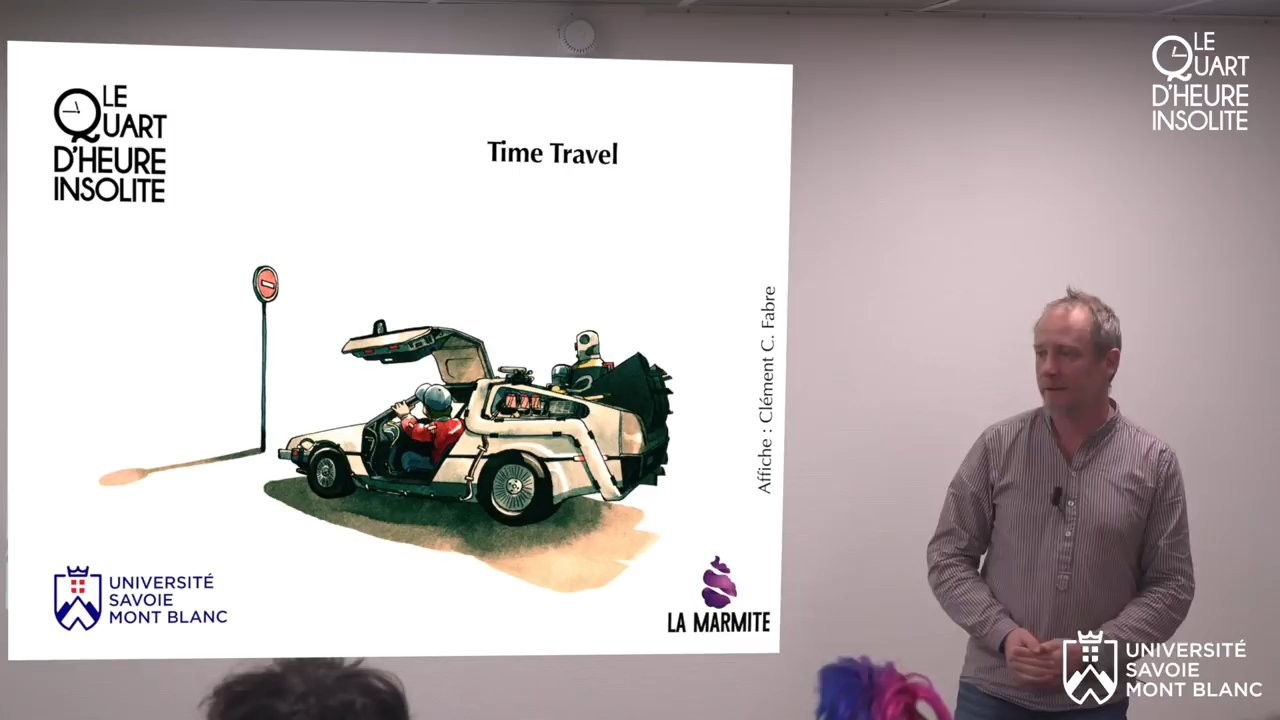 LE
QUART
D'HEURE
INSOLITE
Time Travel
Affiche : Clément C. Fabre
UNIVERSITÉ
SAVOIE
MONT BLANC
LA MARMITE
LE
QUART
D'HEURE
INSOLITE
UNIVERSITÉ
SAVOIE
MONT BLANC